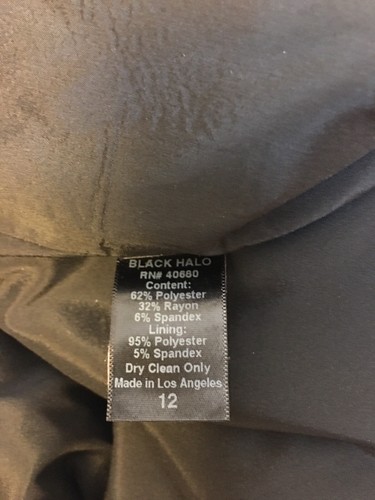 BLACK HALO
RN# 40680
Content:
62% Polyester
32% Rayon
6% Spandex
Lining:
95% Polyester
5% Spandex
Dry Clean Only
Made in Los Angeles
12